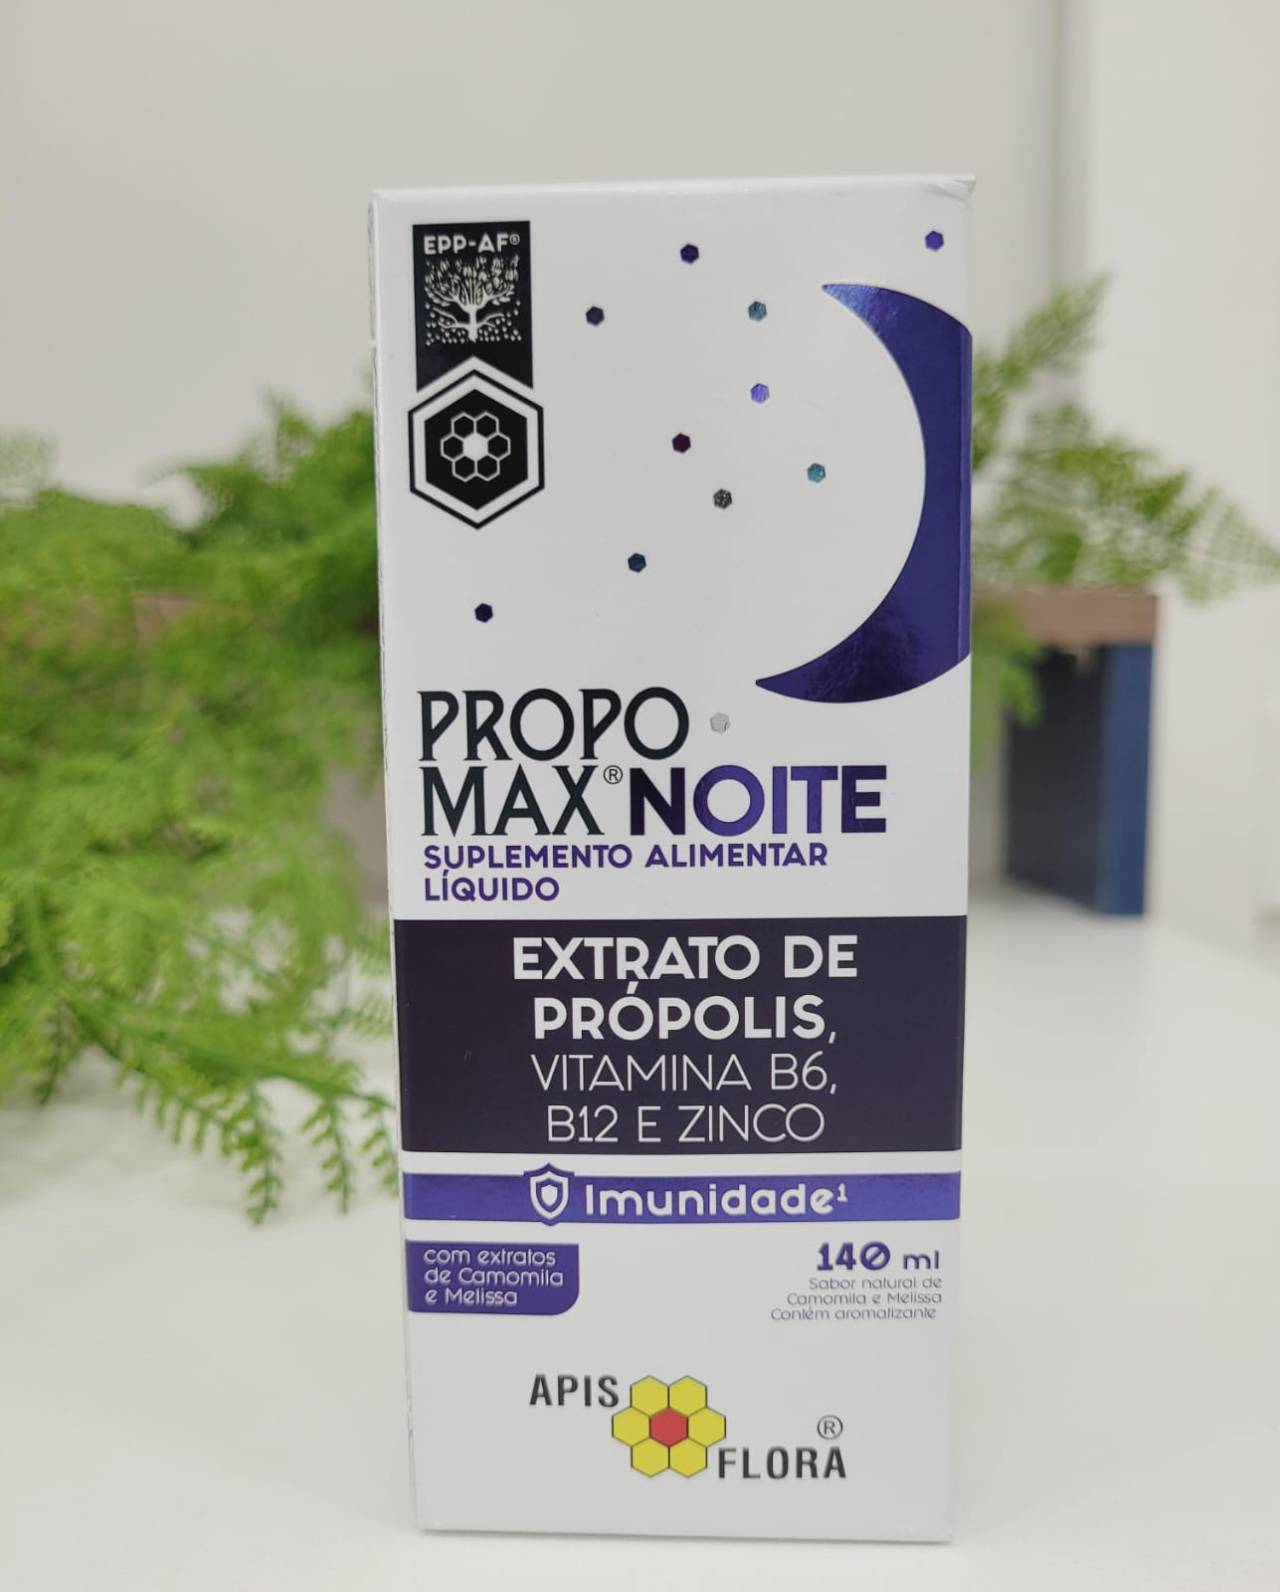 EPP-AF®
PROPO
MAX® NOITE
SUPLEMENTO ALIMENTAR
LÍQUIDO
EXTRATO DE
PRÓPOLIS,
VITAMINA B6,
B12 E ZINCO
Imunidade¹
com extratos
de Camomila
e Melissa
140 ml
Sabor natural de
Camomila e Melissa
Contém aromatizante
APIS
FLORA®